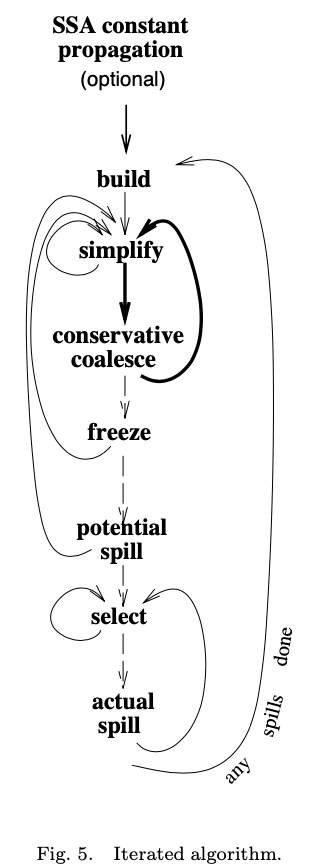 SSA constant
propagation
(optional)
build
simplify
conservative
coalesce
freeze
potential
spill
select
actual
spill
any spills done
Fig. 5. Iterated algorithm.